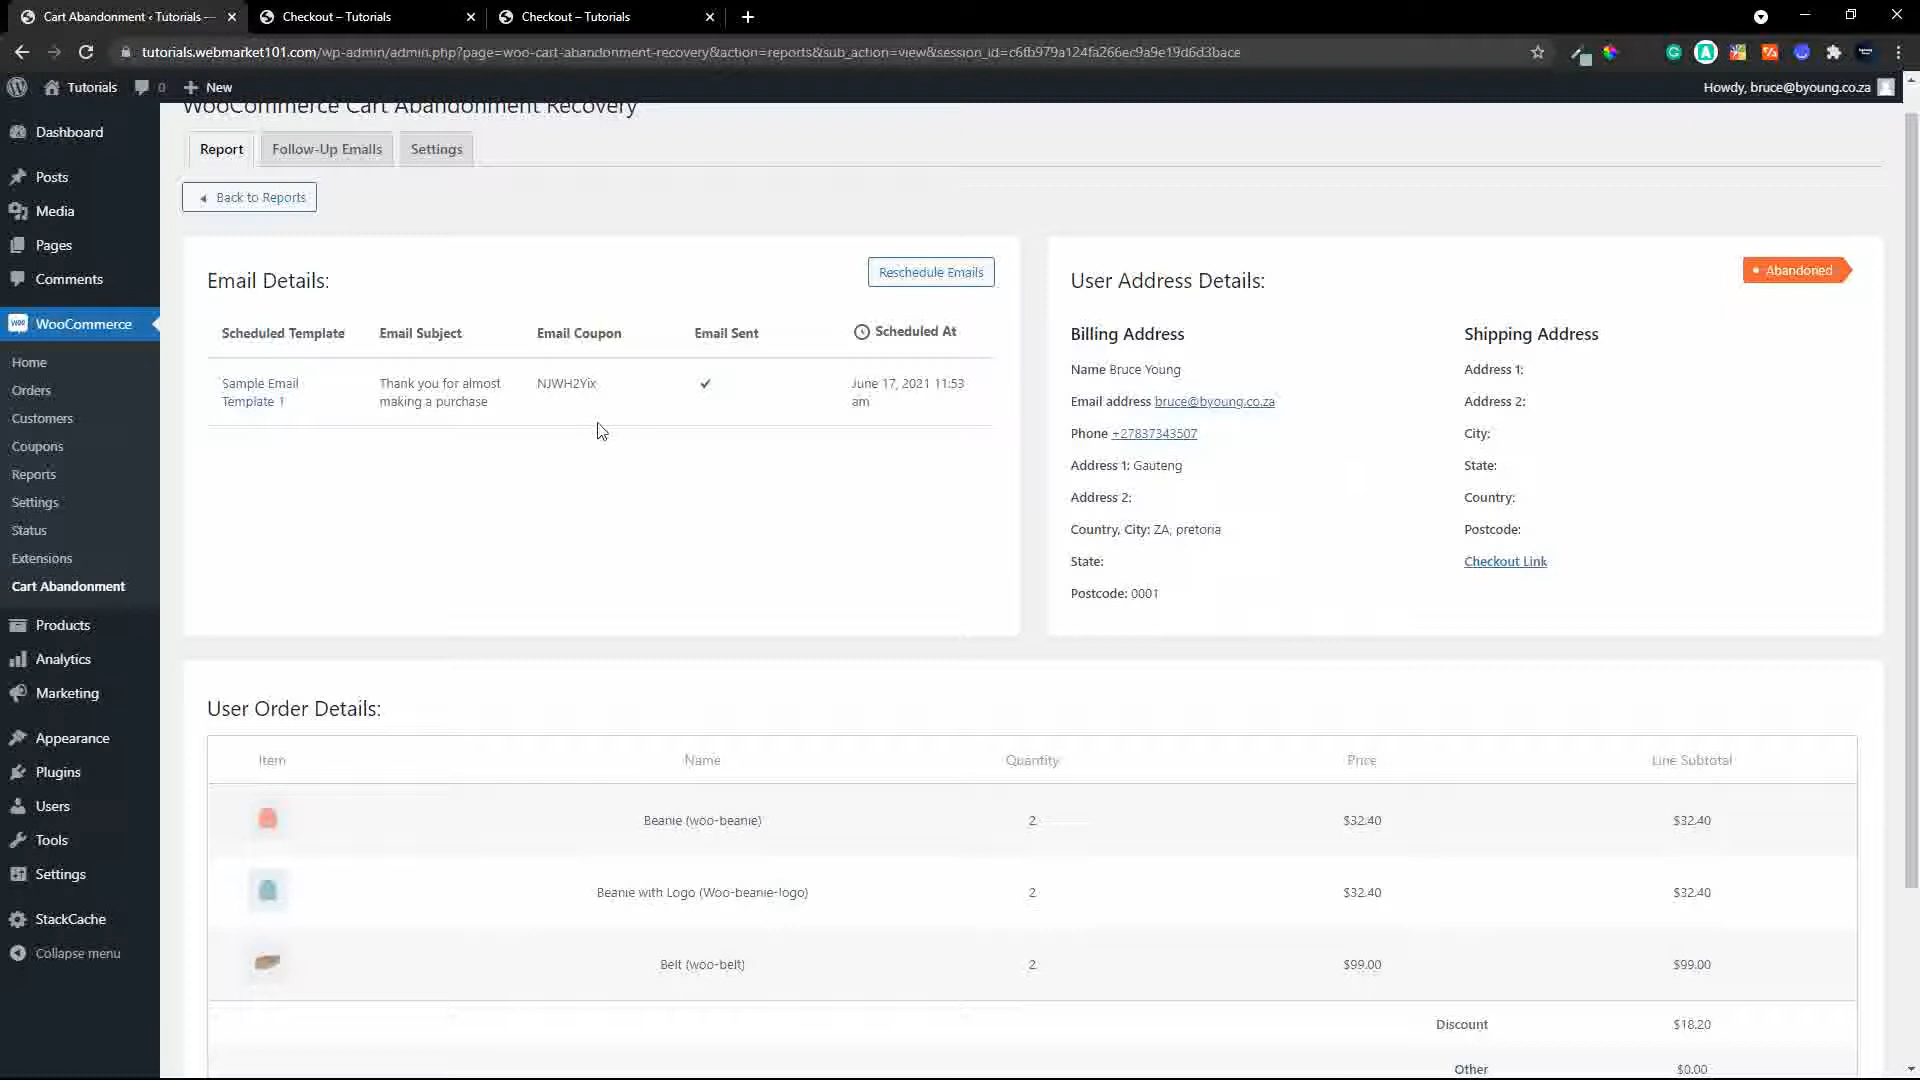 Cart Abandonment ‹ Tutorials —
Checkout – Tutorials
Checkout – Tutorials
tutorials.webmarket101.com/wp-admin/admin.php?page=woo-cart-abandonment-recovery&action=reports&sub_action=view&session_id=c6fb979a124fa266ec9a9e19d6d3bace
Tutorials
0
New
Howdy, bruce@byoung.co.za
WooCommerce Cart Abandonment Recovery
Dashboard
Posts
Media
Pages
Comments
WooCommerce
Home
Orders
Customers
Coupons
Reports
Settings
Status
Extensions
Cart Abandonment
Products
Analytics
Marketing
Appearance
Plugins
Users
Tools
Settings
StackCache
Collapse menu
Report
Follow-Up Emails
Settings
Back to Reports
Email Details:
Reschedule Emails
Scheduled Template Email Subject Email Coupon Email Sent Scheduled At
Sample Email Thank you for almost NJWH2Yix ✔ June 17, 2021 11:53
Template 1 making a purchase am
User Address Details:
Abandoned
Billing Address
Name Bruce Young
Email address bruce@byoung.co.za
Phone +27837343507
Address 1: Gauteng
Address 2:
Country, City: ZA, pretoria
State:
Postcode: 0001
Shipping Address
Address 1:
Address 2:
City:
State:
Country:
Postcode:
Checkout Link
User Order Details:
Item Name Quantity Price Line Subtotal
Beanie (woo-beanie) 2 $32.40 $32.40
Beanie with Logo (Woo-beanie-logo) 2 $32.40 $32.40
Belt (woo-belt) 2 $99.00 $99.00
Discount $18.20
Other $0.00